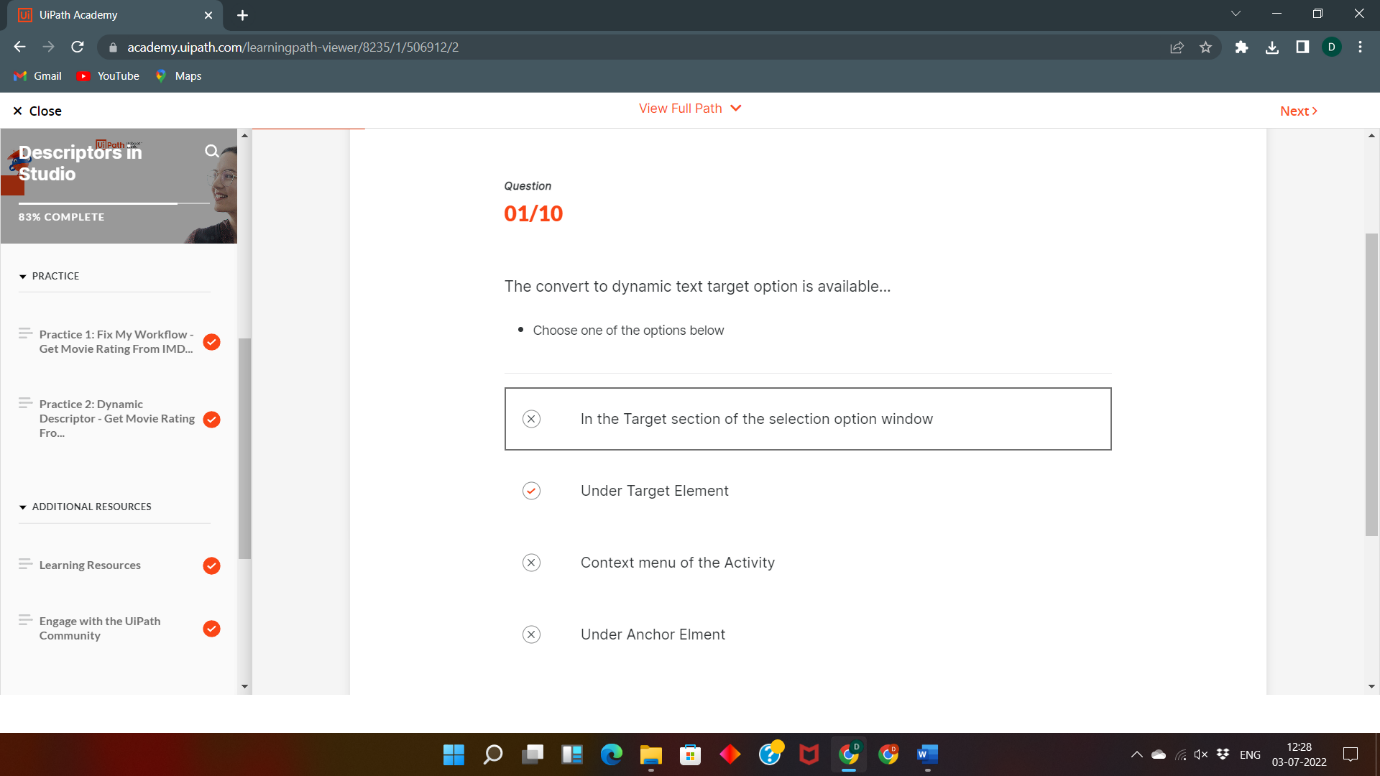 UiPath Academy
academy.uipath.com/learningpath-viewer/8235/1/506912/2
D
Gmail YouTube Maps
Close
View Full Path
Next
UiPath
Descriptors in
Studio
83% COMPLETE
PRACTICE
Practice 1: Fix My Workflow -
Get Movie Rating From IMD...
Practice 2: Dynamic
Descriptor - Get Movie Rating
Fro...
ADDITIONAL RESOURCES
Learning Resources
Engage with the UiPath
Community
Question
01/10
The convert to dynamic text target option is available...
Choose one of the options below
In the Target section of the selection option window
Under Target Element
Context menu of the Activity
Under Anchor Elment
ENG
12:28
03-07-2022